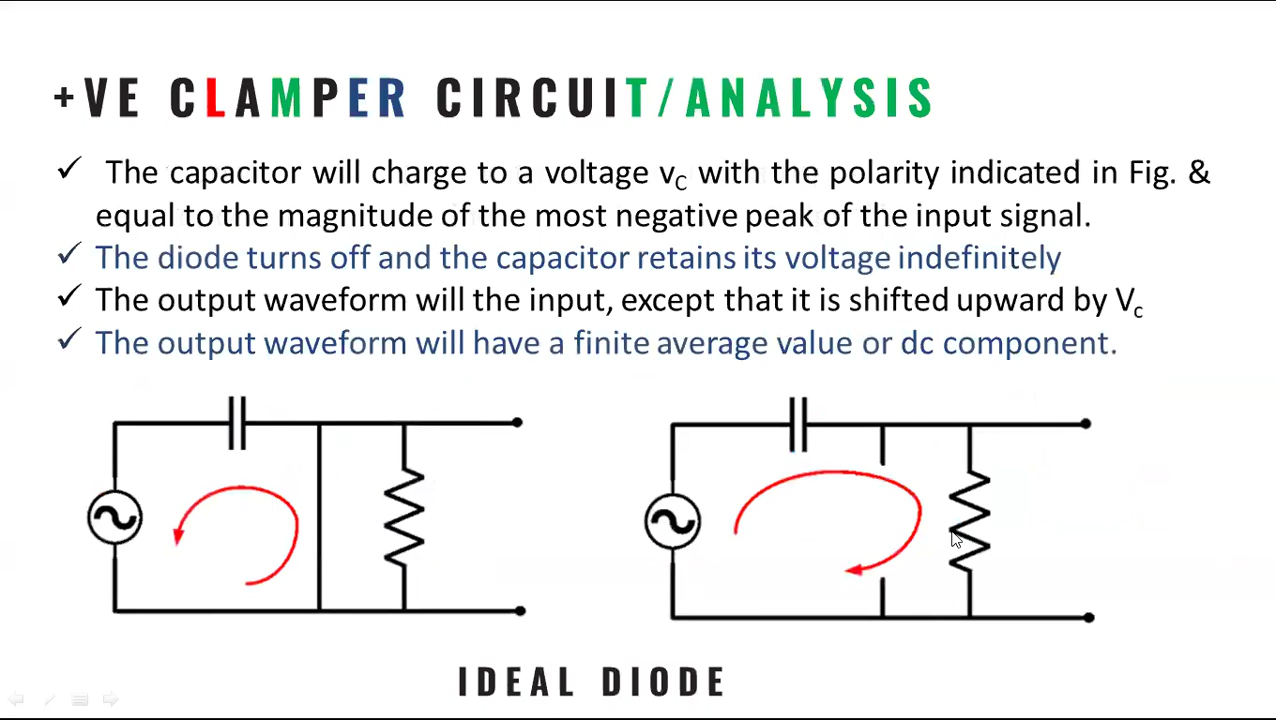 +VE CLAMPER CIRCUIT/ANALYSIS
✓ The capacitor will charge to a voltage vC with the polarity indicated in Fig. &
equal to the magnitude of the most negative peak of the input signal.
✓ The diode turns off and the capacitor retains its voltage indefinitely
✓ The output waveform will the input, except that it is shifted upward by Vc
✓ The output waveform will have a finite average value or dc component.
IDEAL DIODE